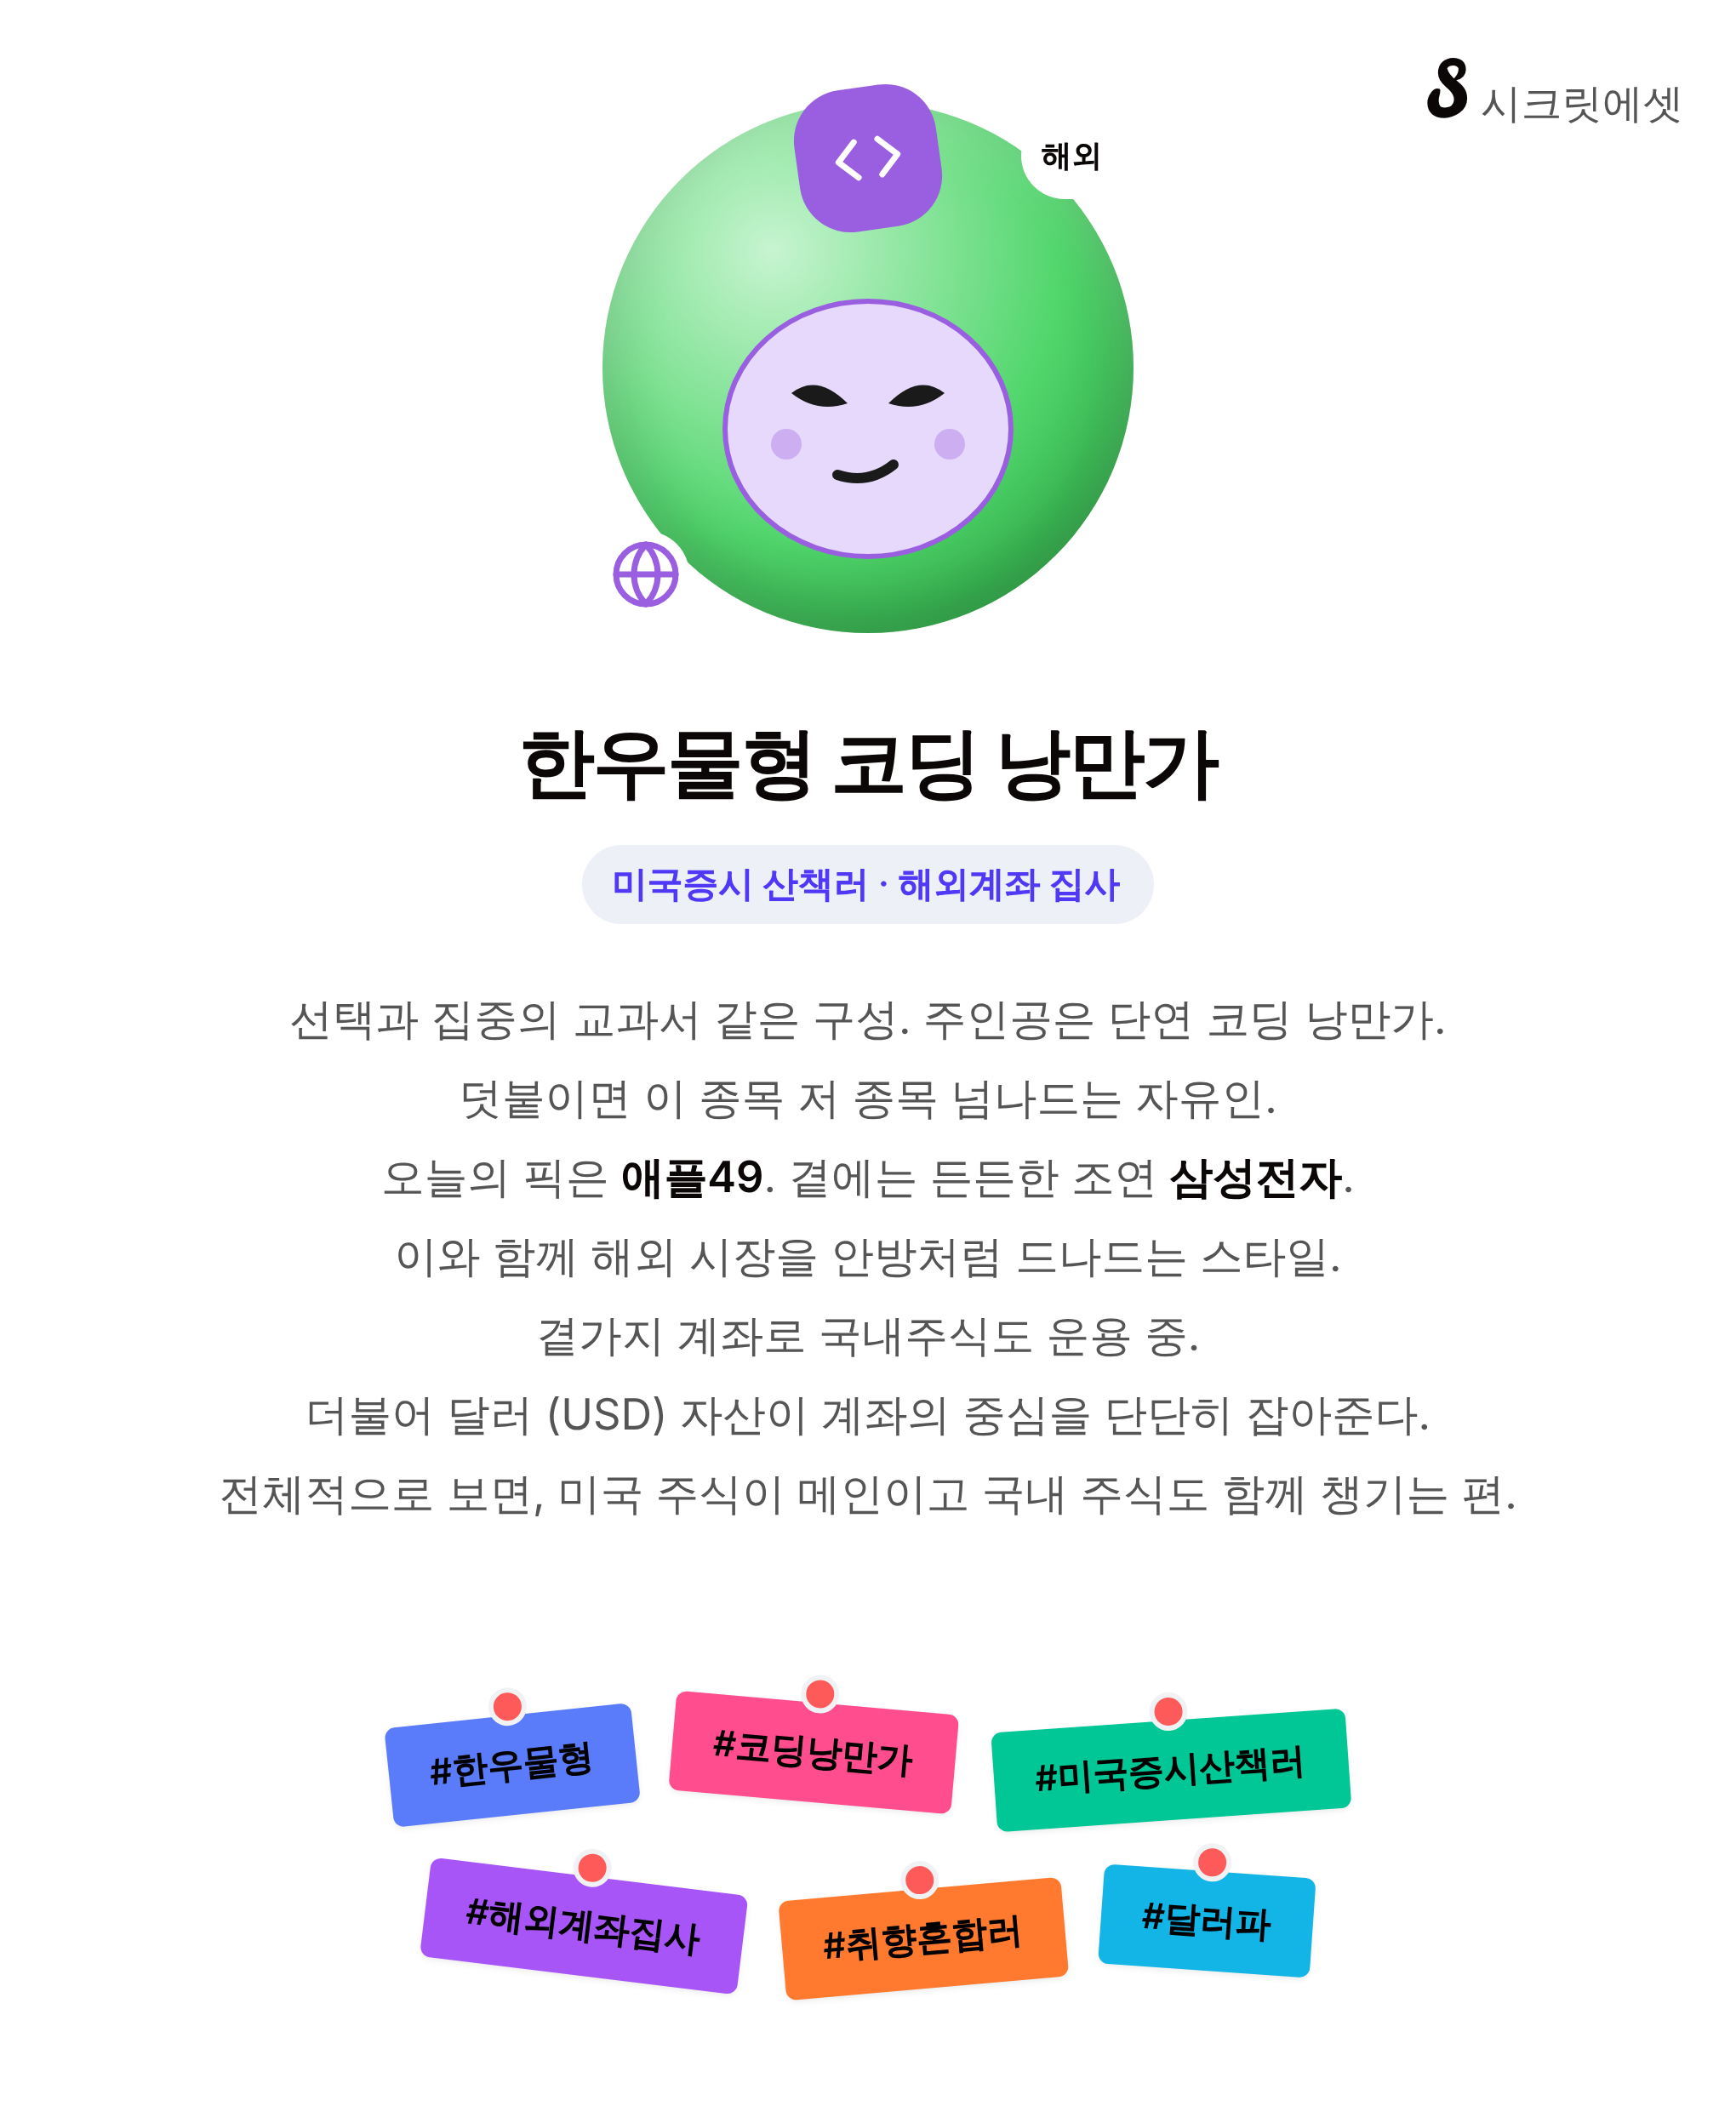 시크릿에셋
해외
한우물형 코딩 낭만가
미국증시 산책러 · 해외계좌 집사
선택과 집중의 교과서 같은 구성. 주인공은 단연 코딩 낭만가.
덧붙이면 이 종목 저 종목 넘나드는 자유인.
오늘의 픽은 애플49. 곁에는 든든한 조연 삼성전자.
이와 함께 해외 시장을 안방처럼 드나드는 스타일.
곁가지 계좌로 국내주식도 운용 중.
더불어 달러 (USD) 자산이 계좌의 중심을 단단히 잡아준다.
전체적으로 보면, 미국 주식이 메인이고 국내 주식도 함께 챙기는 편.
#한우물형 #코딩낭만가 #미국증시산책러
#해외계좌집사 #취향혼합러 #달러파